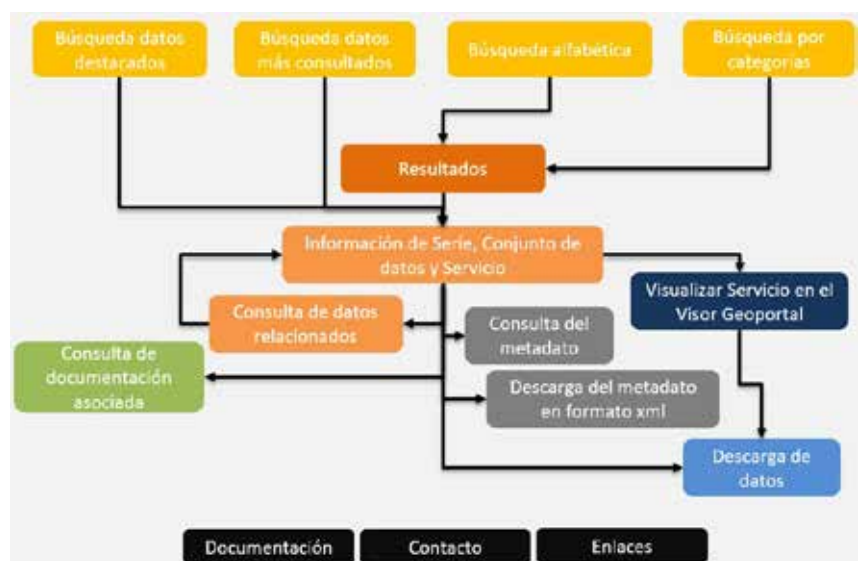 Búsqueda datos
destacados
Búsqueda datos
más consultados
Búsqueda alfabética
Búsqueda por
categorías
Resultados
Información de Serie, Conjunto de
datos y Servicio
Visualizar Servicio en el
Visor Geoportal
Consulta de datos
relacionados
Consulta del
metadato
Consulta de
documentación
asociada
Descarga del metadato
en formato xml
Descarga de
datos
Documentación
Contacto
Enlaces